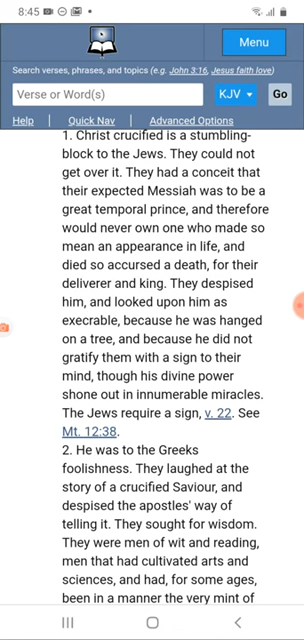 8:45
Menu
Search verses, phrases, and topics (e.g. John 3:16, Jesus faith love)
Verse or Word(s)
KJV
Go
Help | Quick Nav | Advanced Options
1. Christ crucified is a stumbling-
block to the Jews. They could not
get over it. They had a conceit that
their expected Messiah was to be a
great temporal prince, and therefore
would never own one who made so
mean an appearance in life, and
died so accursed a death, for their
deliverer and king. They despised
him, and looked upon him as
execrable, because he was hanged
on a tree, and because he did not
gratify them with a sign to their
mind, though his divine power
shone out in innumerable miracles.
The Jews require a sign, v. 22. See
Mt. 12:38.
2. He was to the Greeks
foolishness. They laughed at the
story of a crucified Saviour, and
despised the apostles' way of
telling it. They sought for wisdom.
They were men of wit and reading,
men that had cultivated arts and
sciences, and had, for some ages,
been in a manner the very mint of